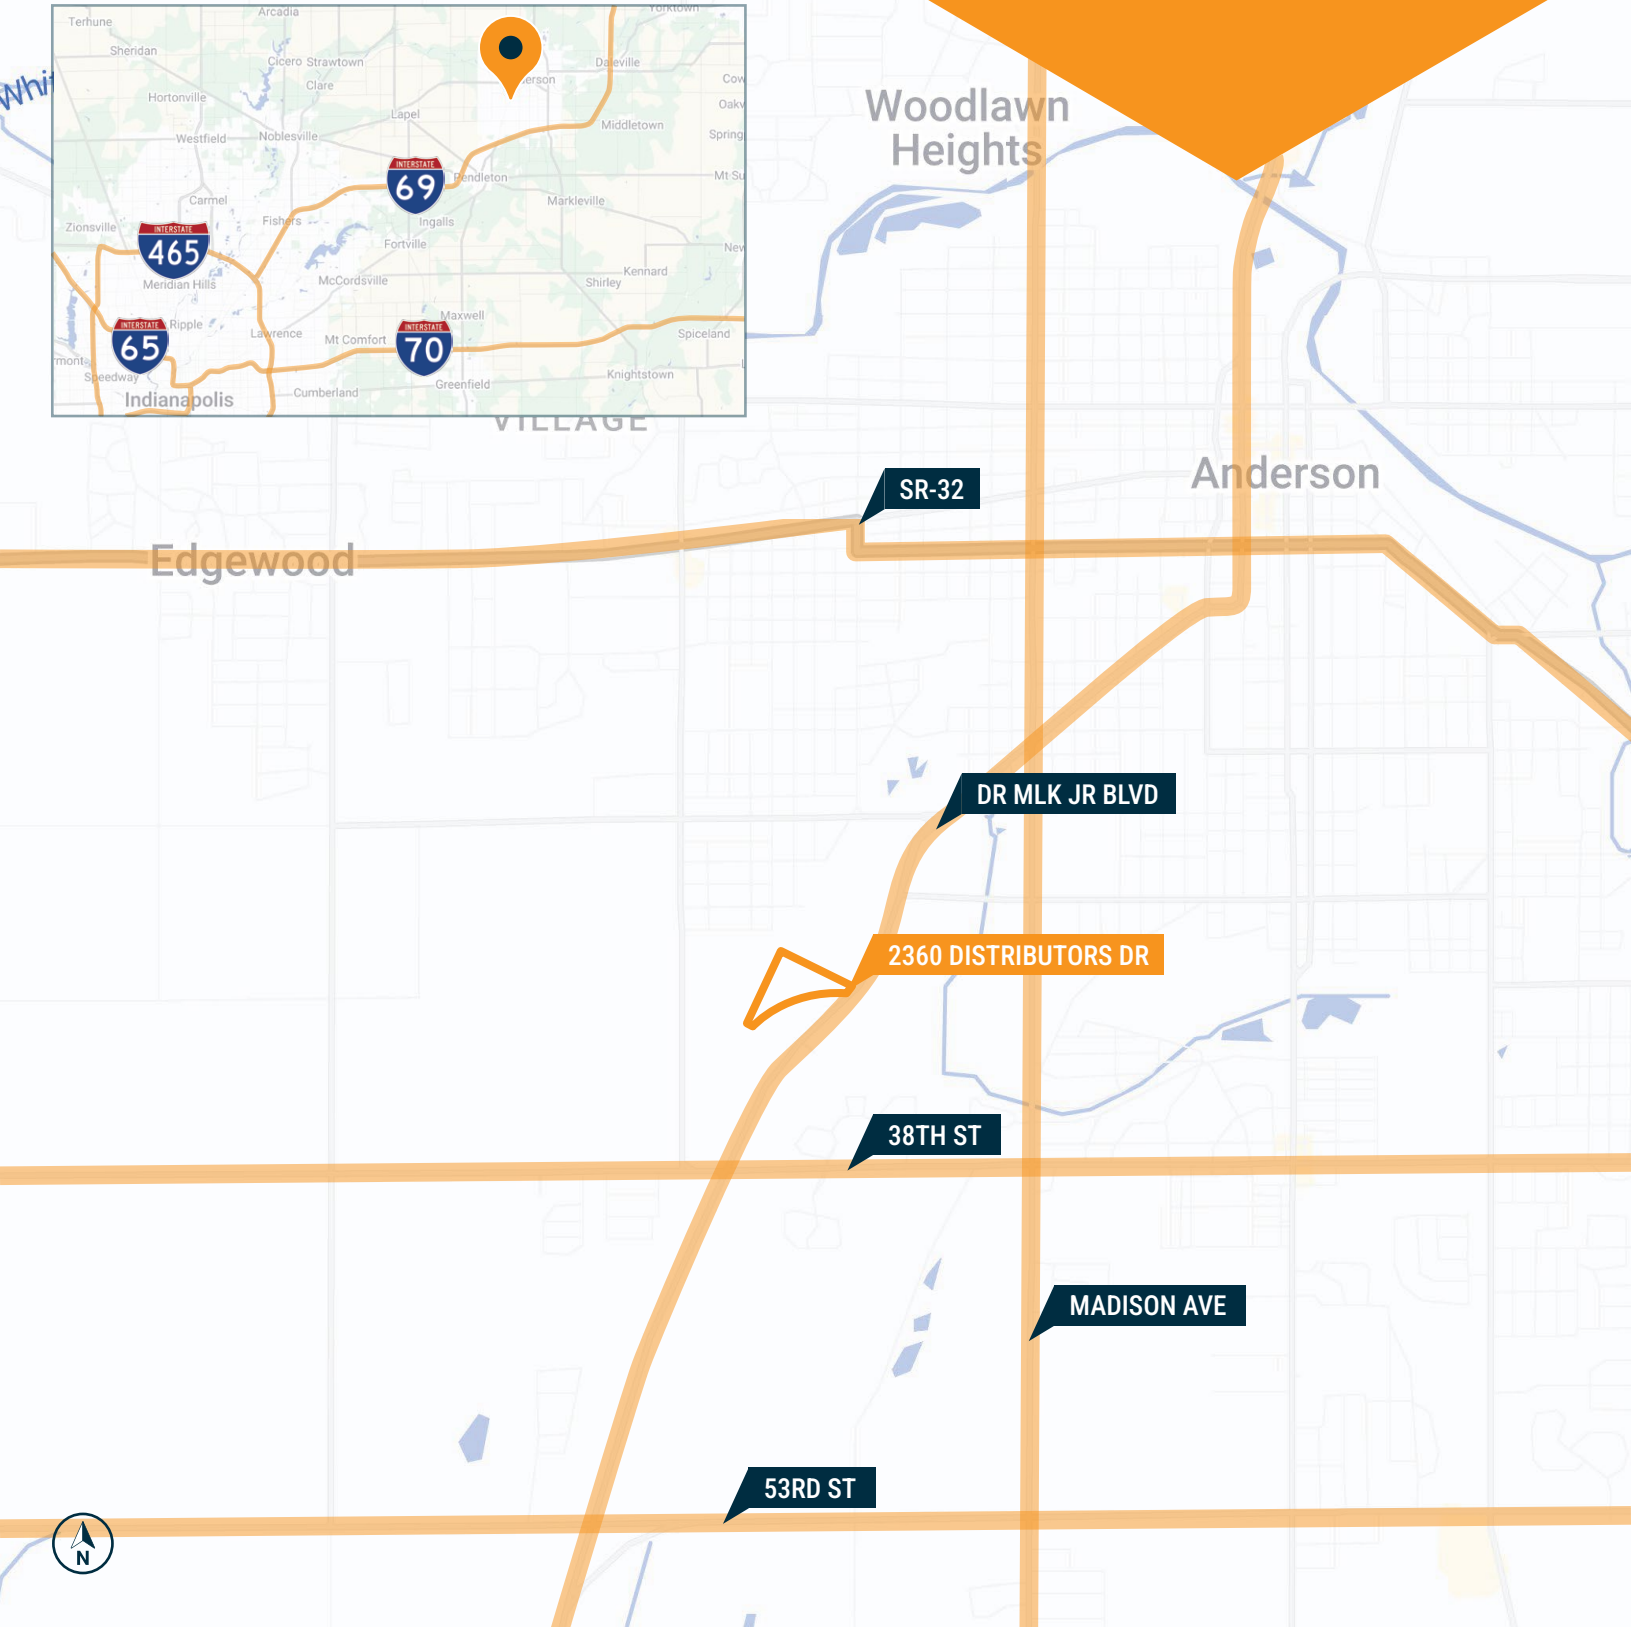 Terhune
Arcadia
Sheridan
Cicero
Strawtown
Daleville
Clare
Hortonville
Lapel
Westfield
Noblesville
Middletown
INTERSTATE
69
Pendleton
Carmel
Markleville
Zionsville
Fishers
Ingalls
INTERSTATE
465
Fortville
Meridian Hills
McCordsville
Kennard
Shirley
INTERSTATE
65
Ripple
Lawrence
Maxwell
INTERSTATE
70
Mt Comfort
Spiceland
Speedway
Greenfield
Knightstown
Indianapolis
Cumberland
Woodlawn
Heights
VILLAGE
Anderson
SR-32
Edgewood
DR MLK JR BLVD
2360 DISTRIBUTORS DR
38TH ST
MADISON AVE
53RD ST
N